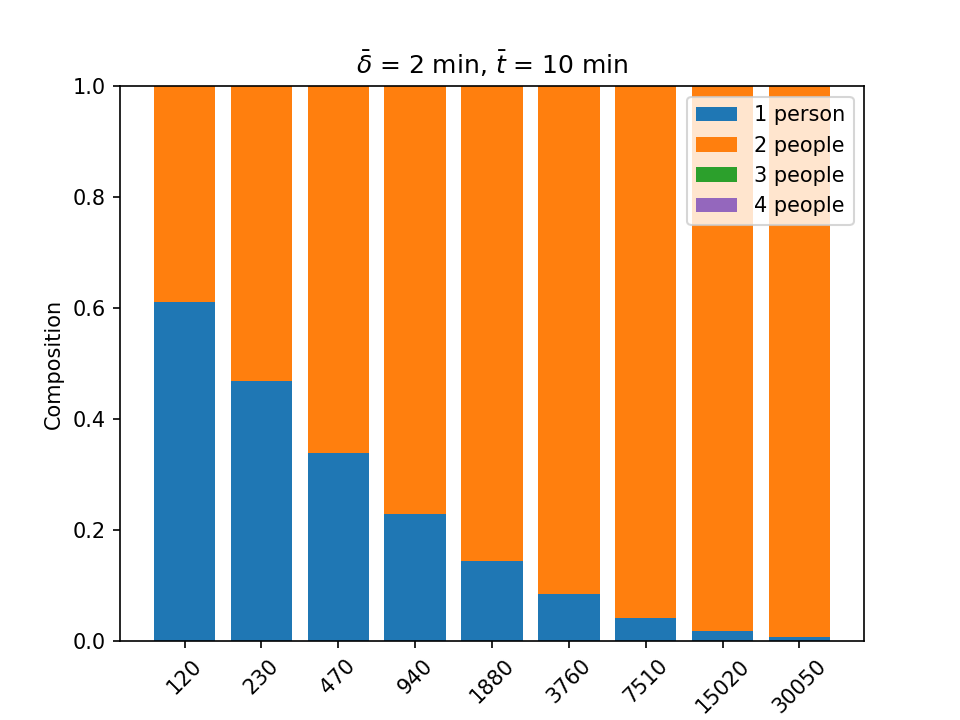 δ̄ = 2 min, t̄ = 10 min
1.0
0.8
0.6
0.4
0.2
0.0
Composition
1 person
2 people
3 people
4 people
120
230
470
940
1880
3760
7510
15020
30050